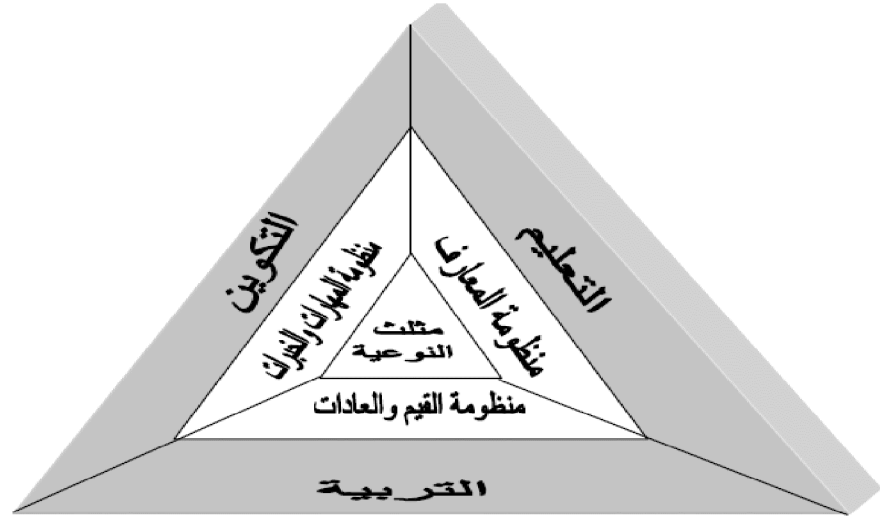 التعليم
التكوين
منظومة المعارف
منظومة المهارات والخبرات
مثلث
النوعية
منظومة القيم والعادات
التربية